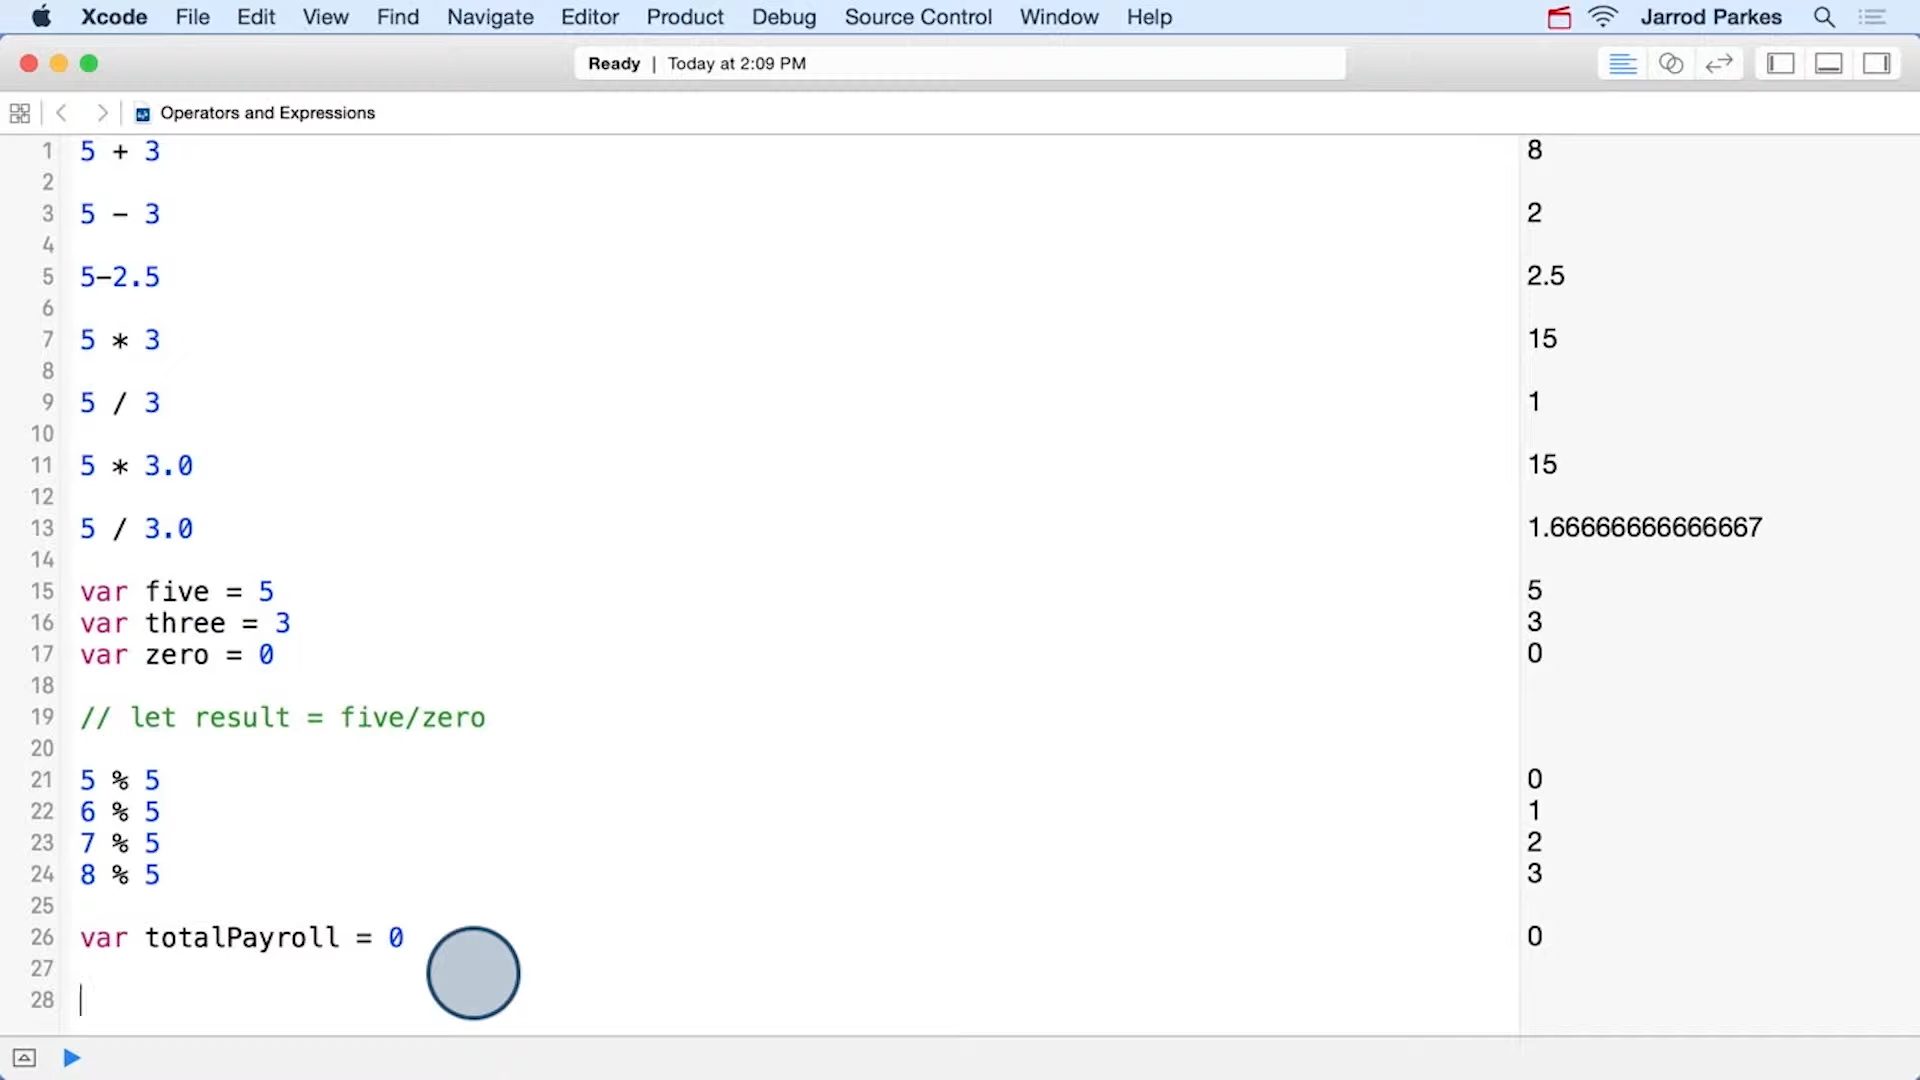 Xcode File Edit View Find Navigate Editor Product Debug Source Control Window Help Jarrod Parkes
Ready | Today at 2:09 PM
Operators and Expressions
1 5 + 3 8
2
3 5 - 3 2
4
5 5-2.5 2.5
6
7 5 * 3 15
8
9 5 / 3 1
10
11 5 * 3.0 15
12
13 5 / 3.0 1.66666666666667
14
15 var five = 5 5
16 var three = 3 3
17 var zero = 0 0
18
19 // let result = five/zero
20
21 5 % 5 0
22 6 % 5 1
23 7 % 5 2
24 8 % 5 3
25
26 var totalPayroll = 0 0
27
28